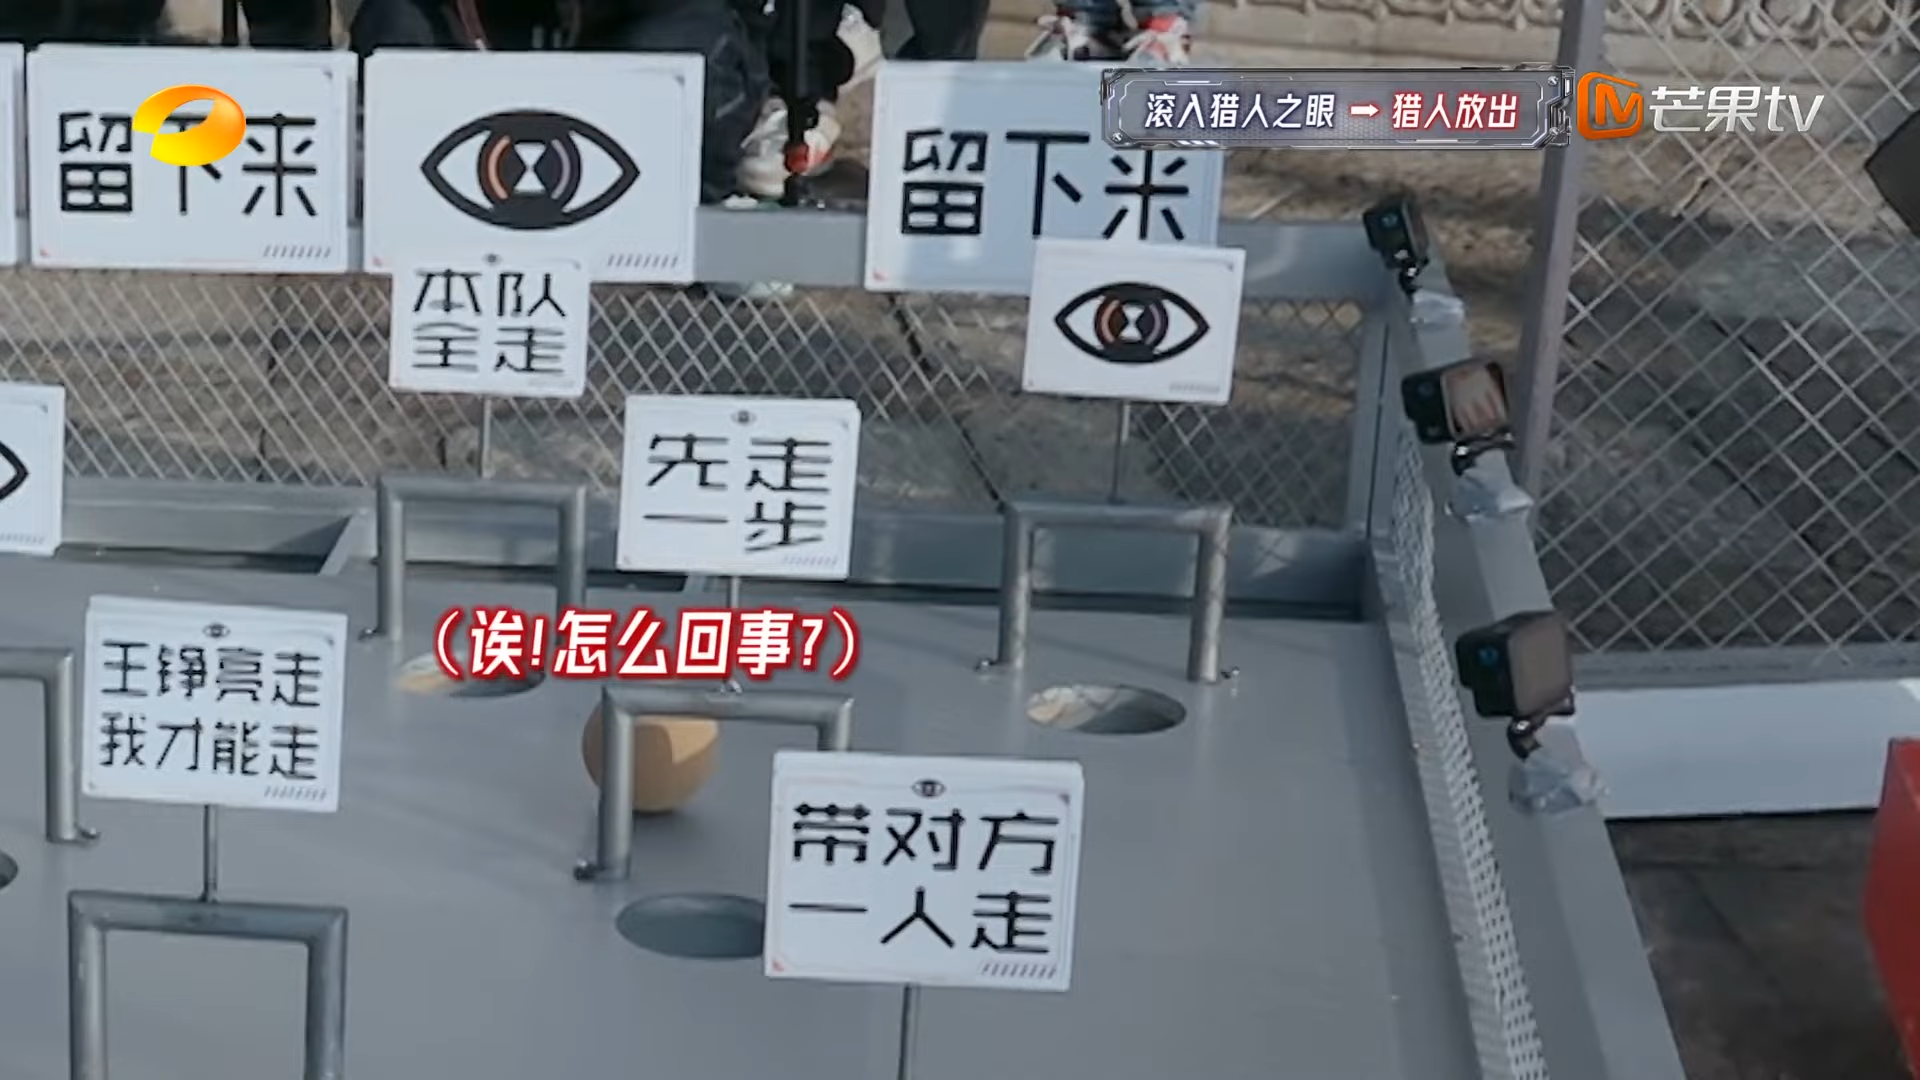 留下来
留下来
滚入猎人之眼➡猎人放出
芒果tv
本队
全走
先走
一步
(诶!怎么回事?)
王铮亮走
我才能走
带对方
一人走